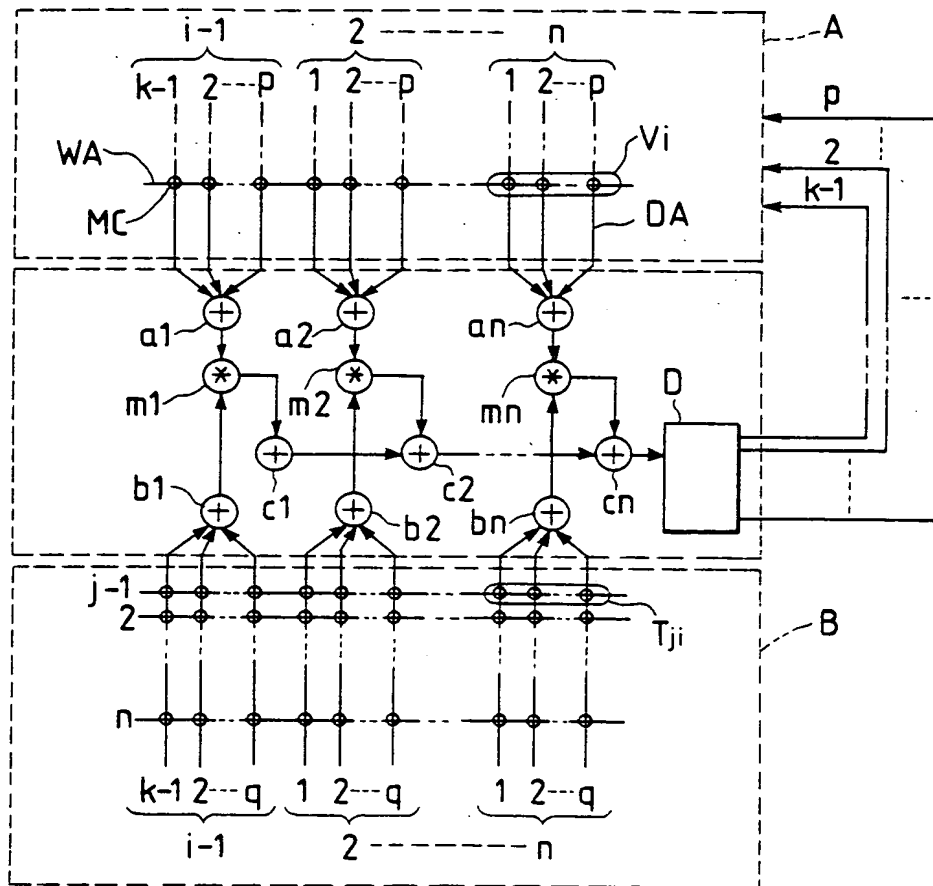 A
i-1 2 n
k-1 2 p 1 2 p 1 2 p
p
WA
Vi
2
MC
k-1
DA
+ + +
a1 a2 an
* * *
m1 m2 mn
D
+ + +
c1 c2 cn
b1 b2 bn
+ + +
j-1
2
Tji
B
n
k-1 2 q 1 2 q 1 2 q
i-1 2 n